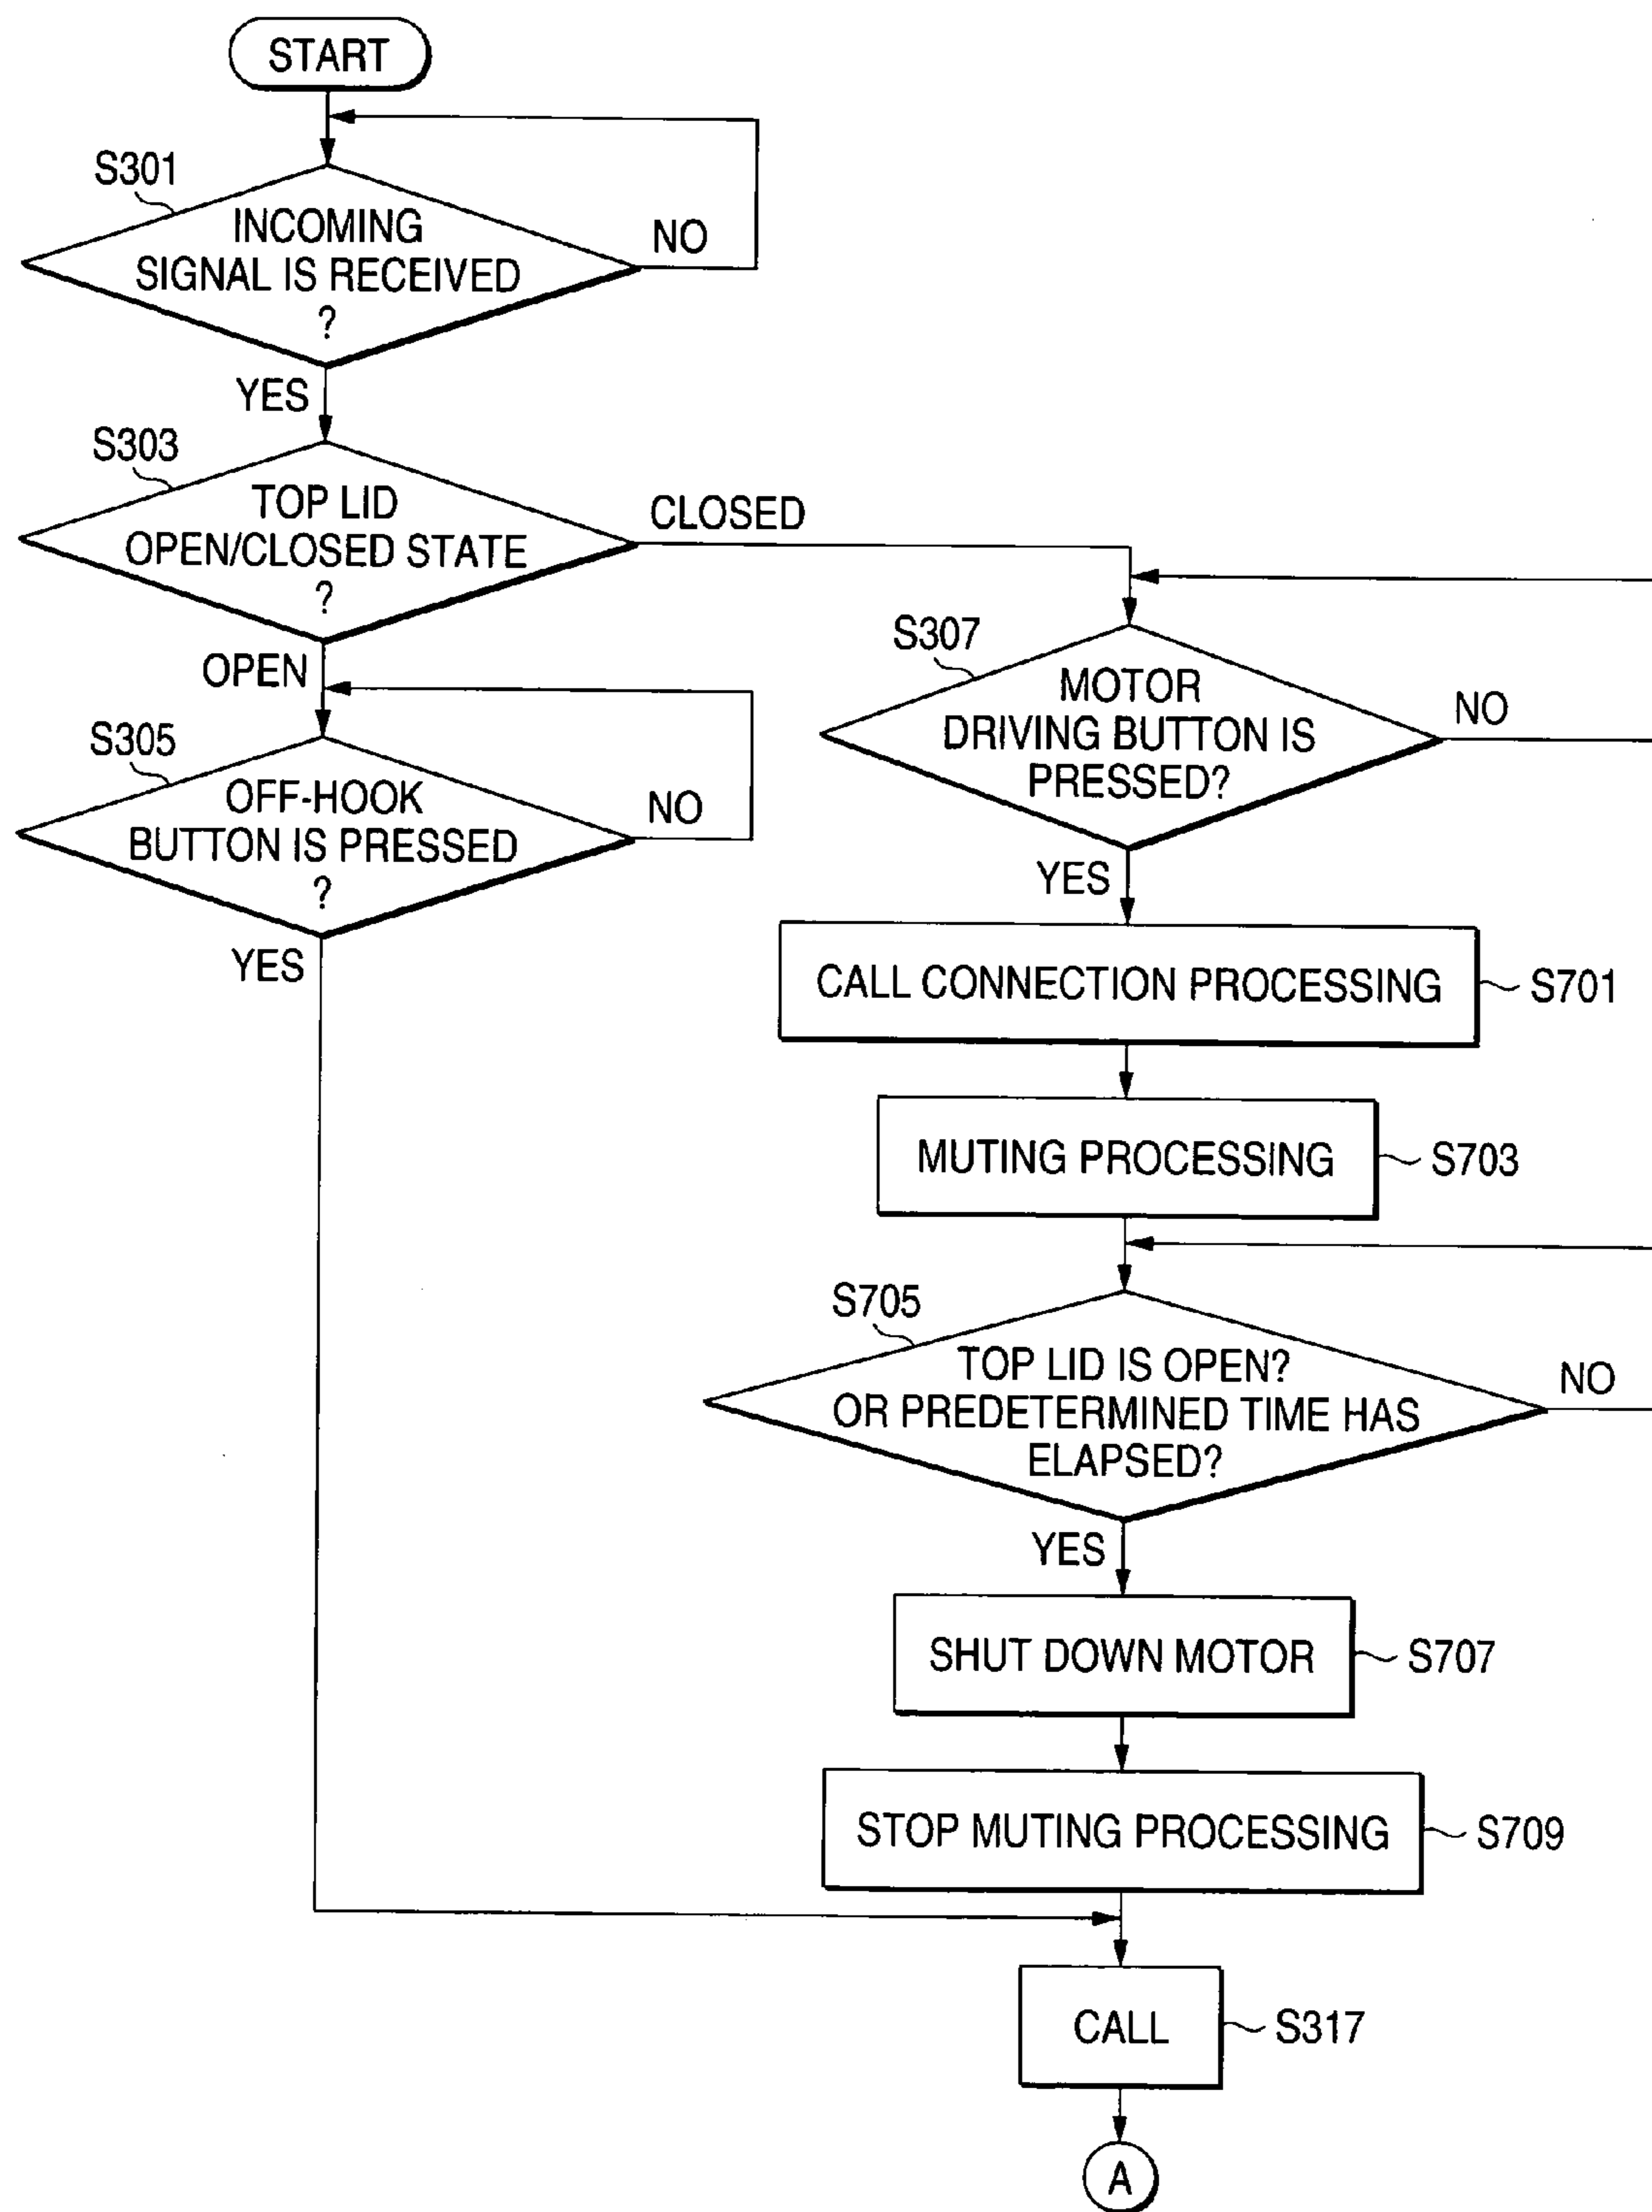 START
S301
INCOMING
SIGNAL IS RECEIVED
?
NO
YES
S303
TOP LID
OPEN/CLOSED STATE
?
CLOSED
OPEN
S305
OFF-HOOK
BUTTON IS PRESSED
?
NO
YES
S307
MOTOR
DRIVING BUTTON IS
PRESSED?
NO
YES
CALL CONNECTION PROCESSING
S701
MUTING PROCESSING
S703
S705
TOP LID IS OPEN?
OR PREDETERMINED TIME HAS
ELAPSED?
NO
YES
SHUT DOWN MOTOR
S707
STOP MUTING PROCESSING
S709
CALL
S317
A